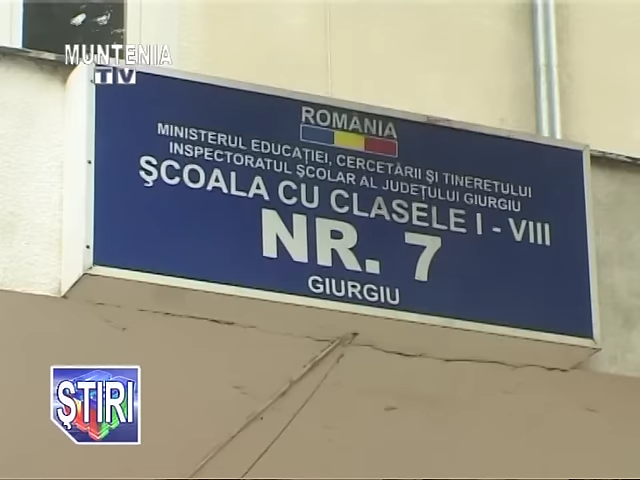 MUNTENIA
TV
ROMÂNIA
MINISTERUL EDUCAŢIEI, CERCETĂRII ŞI TINERETULUI
INSPECTORATUL ŞCOLAR AL JUDEŢULUI GIURGIU
ŞCOALA CU CLASELE I - VIII
NR. 7
GIURGIU
ŞTIRI